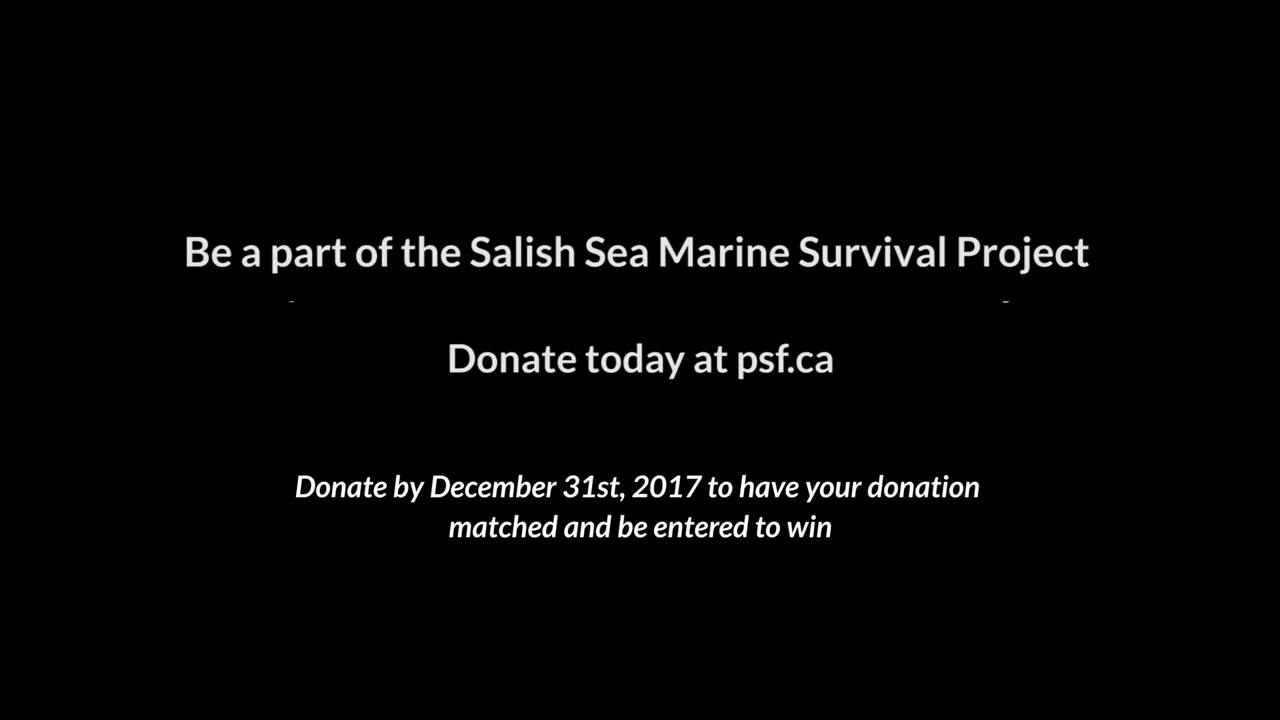 Be a part of the Salish Sea Marine Survival Project
Donate today at psf.ca
Donate by December 31st, 2017 to have your donation
matched and be entered to win